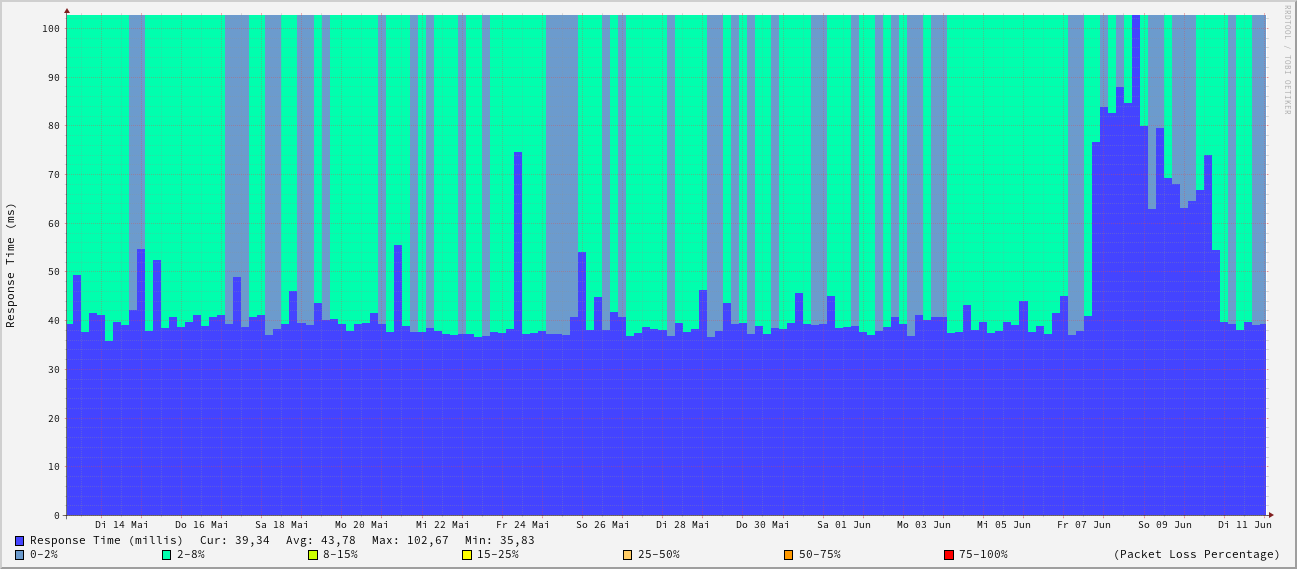 RRDTOOL / TOBI OETIKER
Response Time (ms)
100
90
80
70
60
50
40
30
20
10
0
Di 14 Mai Do 16 Mai Sa 18 Mai Mo 20 Mai Mi 22 Mai Fr 24 Mai So 26 Mai Di 28 Mai Do 30 Mai Sa 01 Jun Mo 03 Jun Mi 05 Jun Fr 07 Jun So 09 Jun Di 11 Jun
Response Time (millis) Cur: 39,34 Avg: 43,78 Max: 102,67 Min: 35,83
0-2% 2-8% 8-15% 15-25% 25-50% 50-75% 75-100% (Packet Loss Percentage)